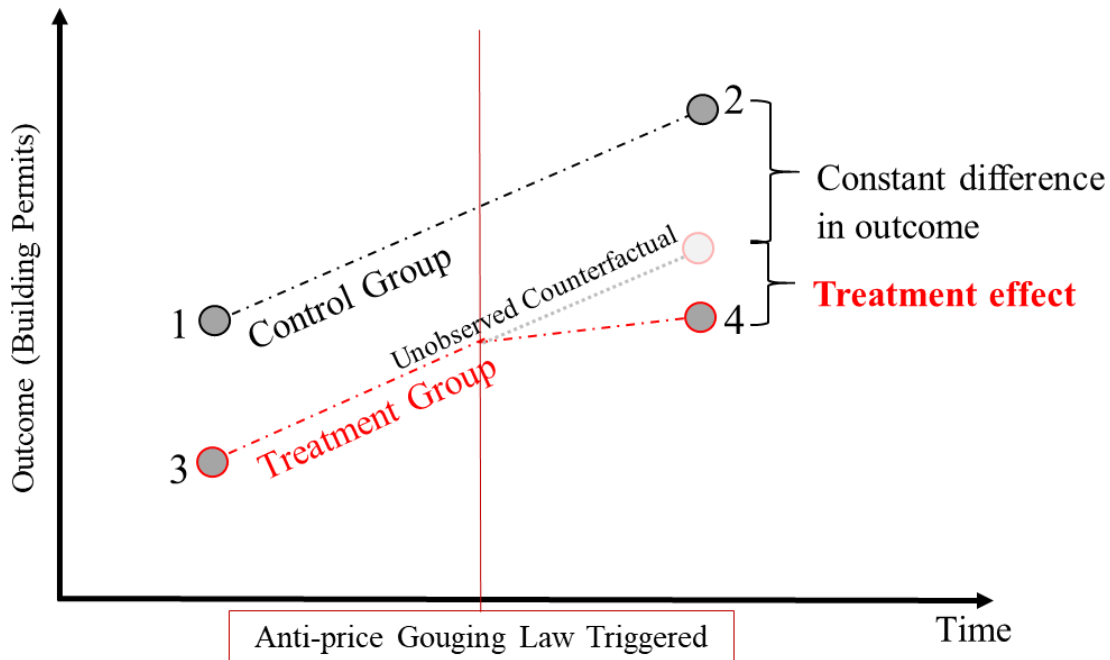 Outcome (Building Permits)
2
Constant difference
in outcome
Unobserved Counterfactual
Control Group
1
Treatment effect
4
Treatment Group
3
Time
Anti-price Gouging Law Triggered